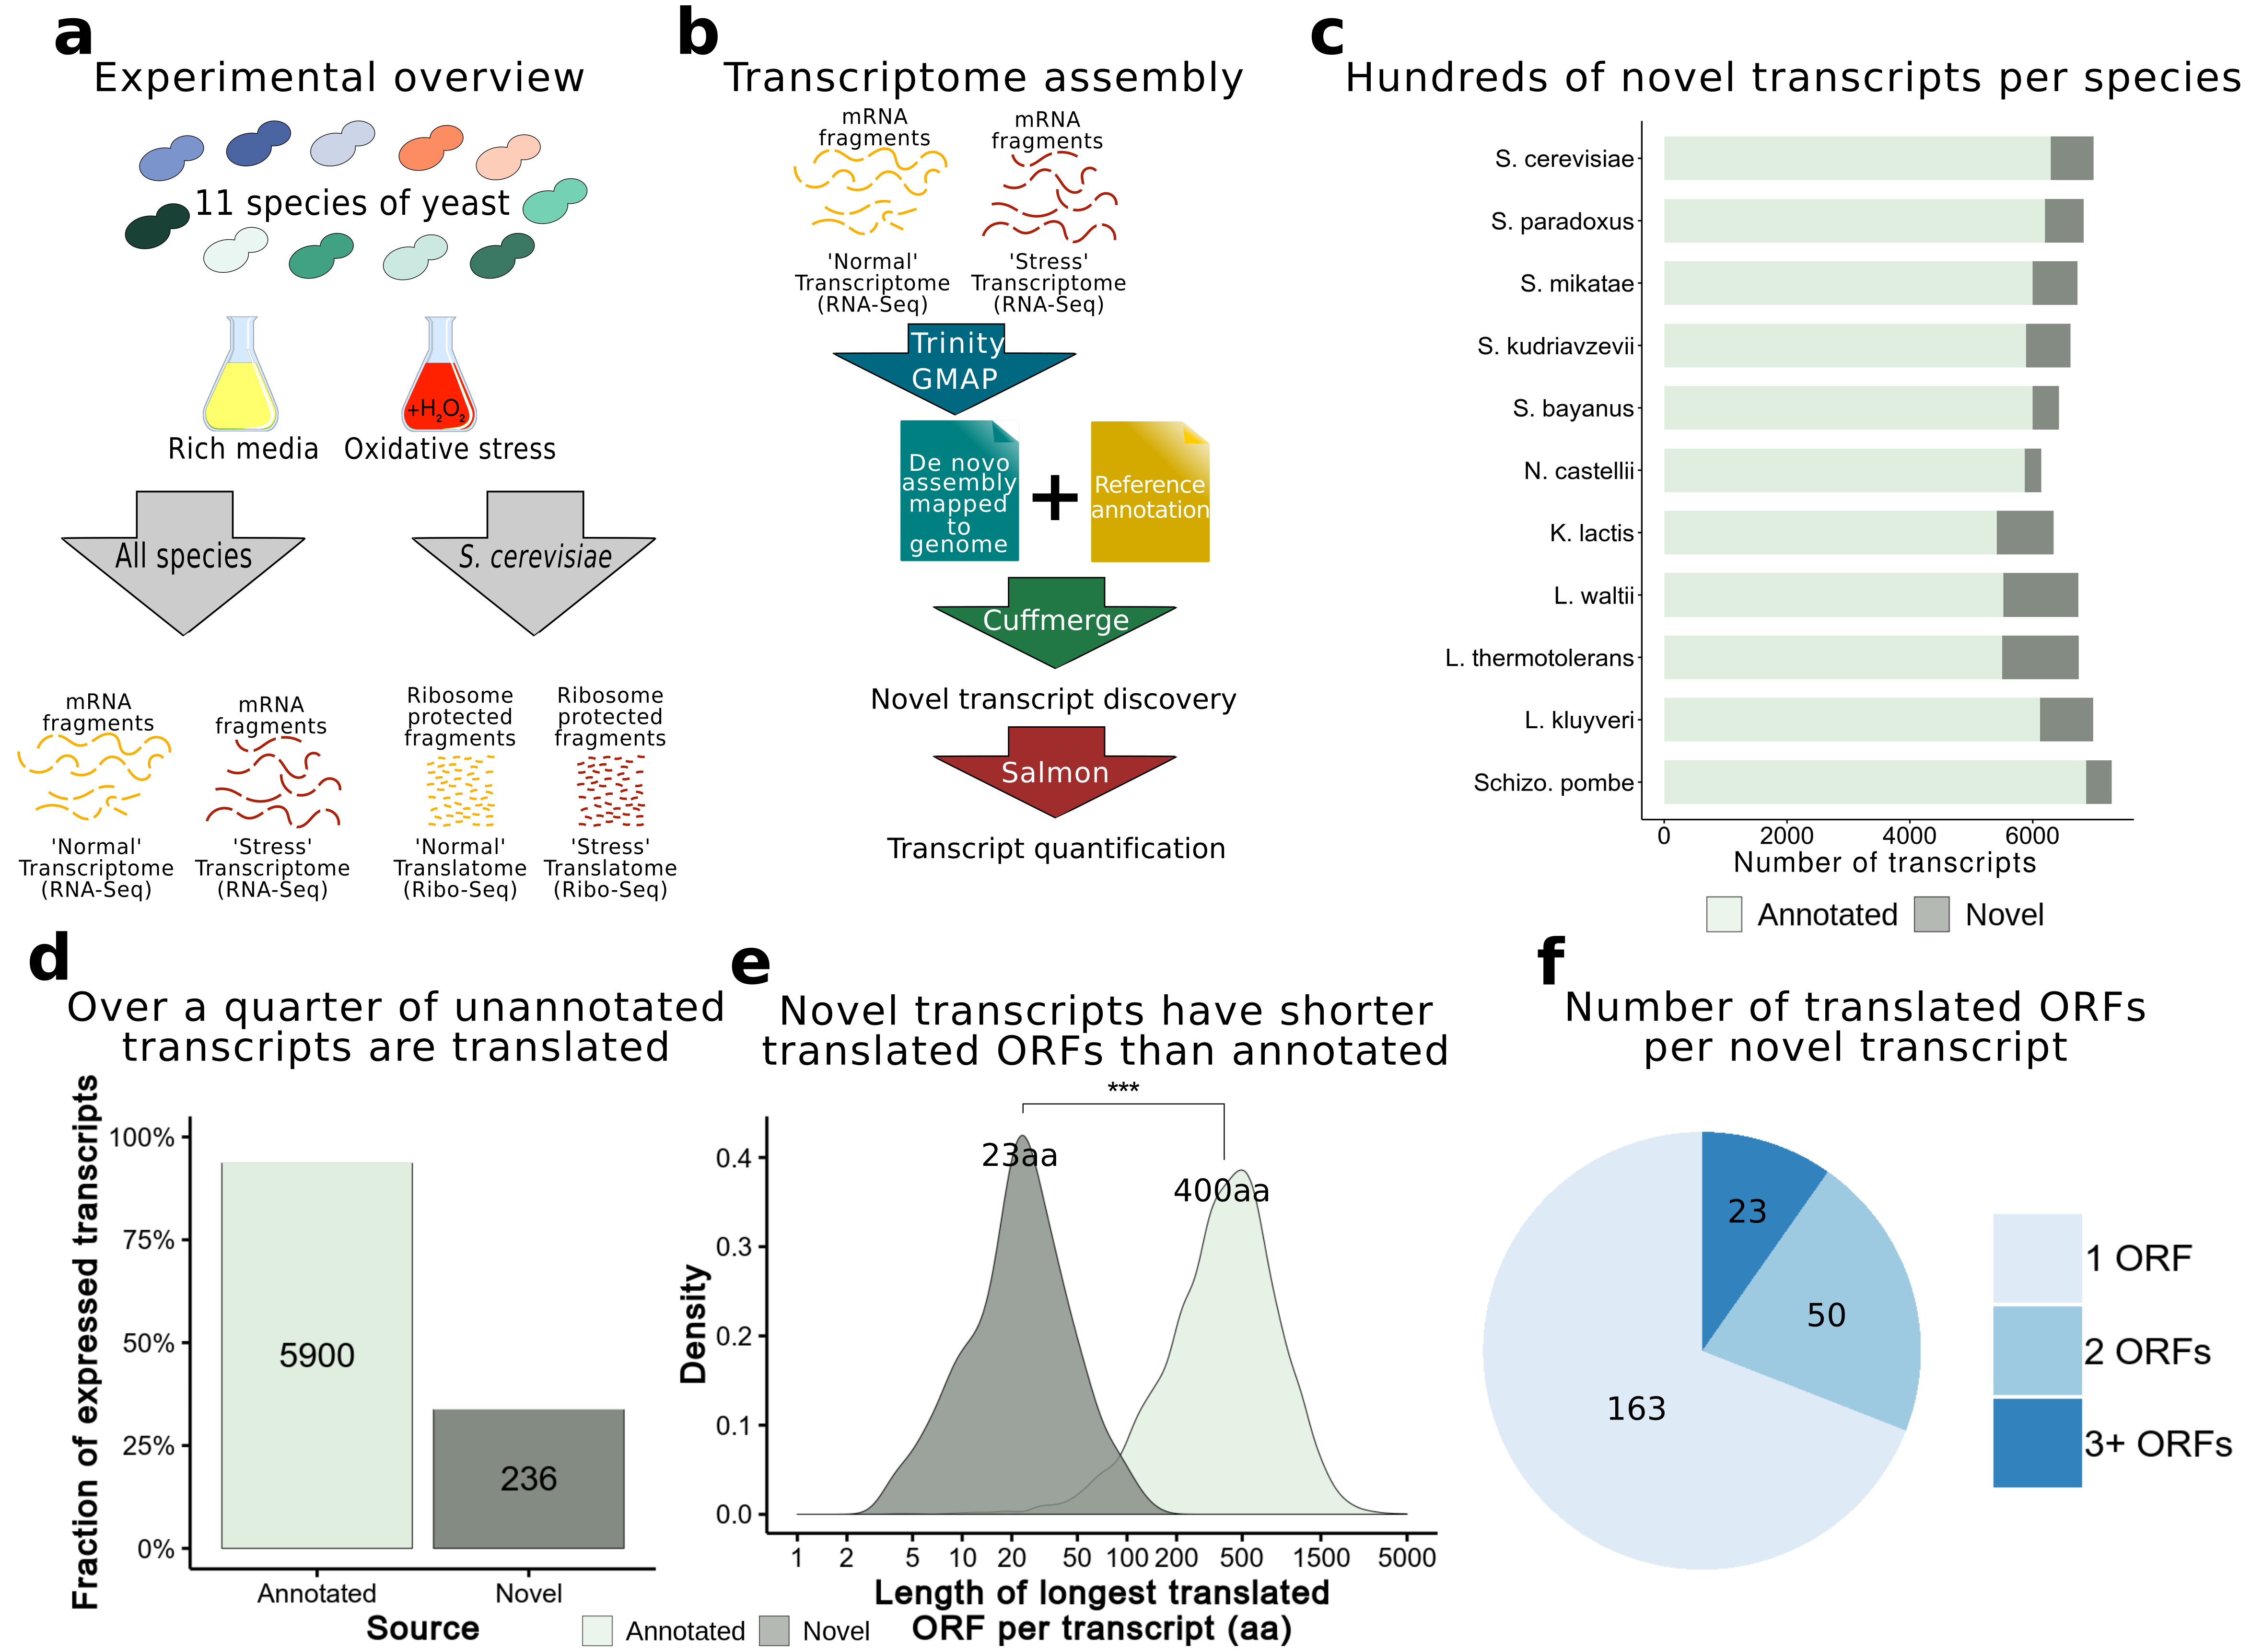 a
Experimental overview
11 species of yeast
+H2O2
Rich media
Oxidative stress
All species
S. cerevisiae
mRNA
fragments
'Normal'
Transcriptome
(RNA-Seq)
mRNA
fragments
'Stress'
Transcriptome
(RNA-Seq)
Ribosome
protected
fragments
'Normal'
Translatome
(Ribo-Seq)
Ribosome
protected
fragments
'Stress'
Translatome
(Ribo-Seq)
b
Transcriptome assembly
mRNA
fragments
'Normal'
Transcriptome
(RNA-Seq)
mRNA
fragments
'Stress'
Transcriptome
(RNA-Seq)
Trinity
GMAP
De novo
assembly
mapped
to
genome
+
Reference
annotation
Cuffmerge
Novel transcript discovery
Salmon
Transcript quantification
c
Hundreds of novel transcripts per species
S. cerevisiae
S. paradoxus
S. mikatae
S. kudriavzevii
S. bayanus
N. castellii
K. lactis
L. waltii
L. thermotolerans
L. kluyveri
Schizo. pombe
0 2000 4000 6000
Number of transcripts
Annotated Novel
d
Over a quarter of unannotated
transcripts are translated
Fraction of expressed transcripts
100%
75%
50%
25%
0%
5900
236
Annotated Novel
Source
Annotated Novel
e
Novel transcripts have shorter
translated ORFs than annotated
***
23aa
400aa
Density
0.4
0.3
0.2
0.1
0.0
1 2 5 10 20 50 100 200 500 1500 5000
Length of longest translated
ORF per transcript (aa)
f
Number of translated ORFs
per novel transcript
23
50
163
1 ORF
2 ORFs
3+ ORFs